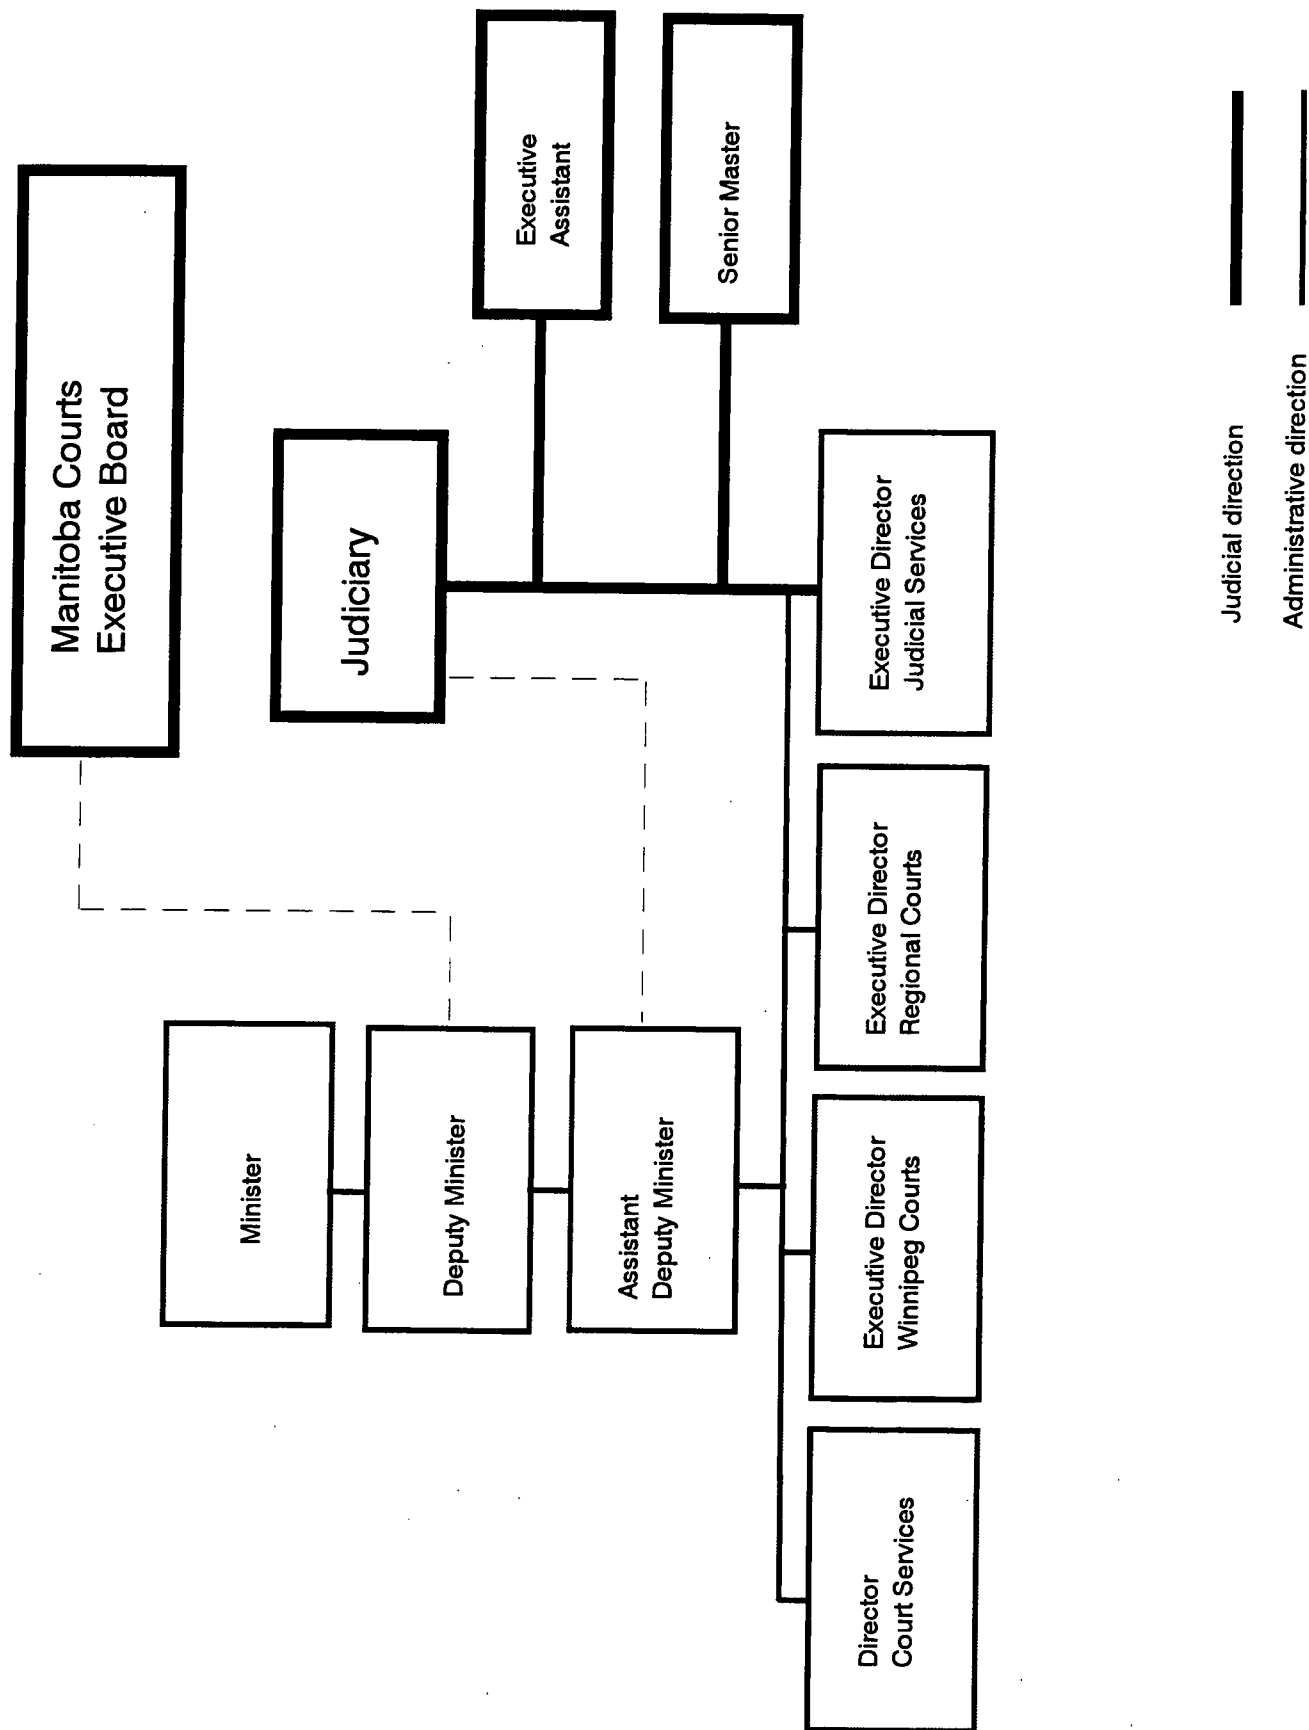 Manitoba Courts
Executive Board
Judiciary
Executive
Assistant
Senior Master
Minister
Deputy Minister
Assistant
Deputy Minister
Director
Court Services
Executive Director
Winnipeg Courts
Executive Director
Regional Courts
Executive Director
Judicial Services
Judicial direction
Administrative direction